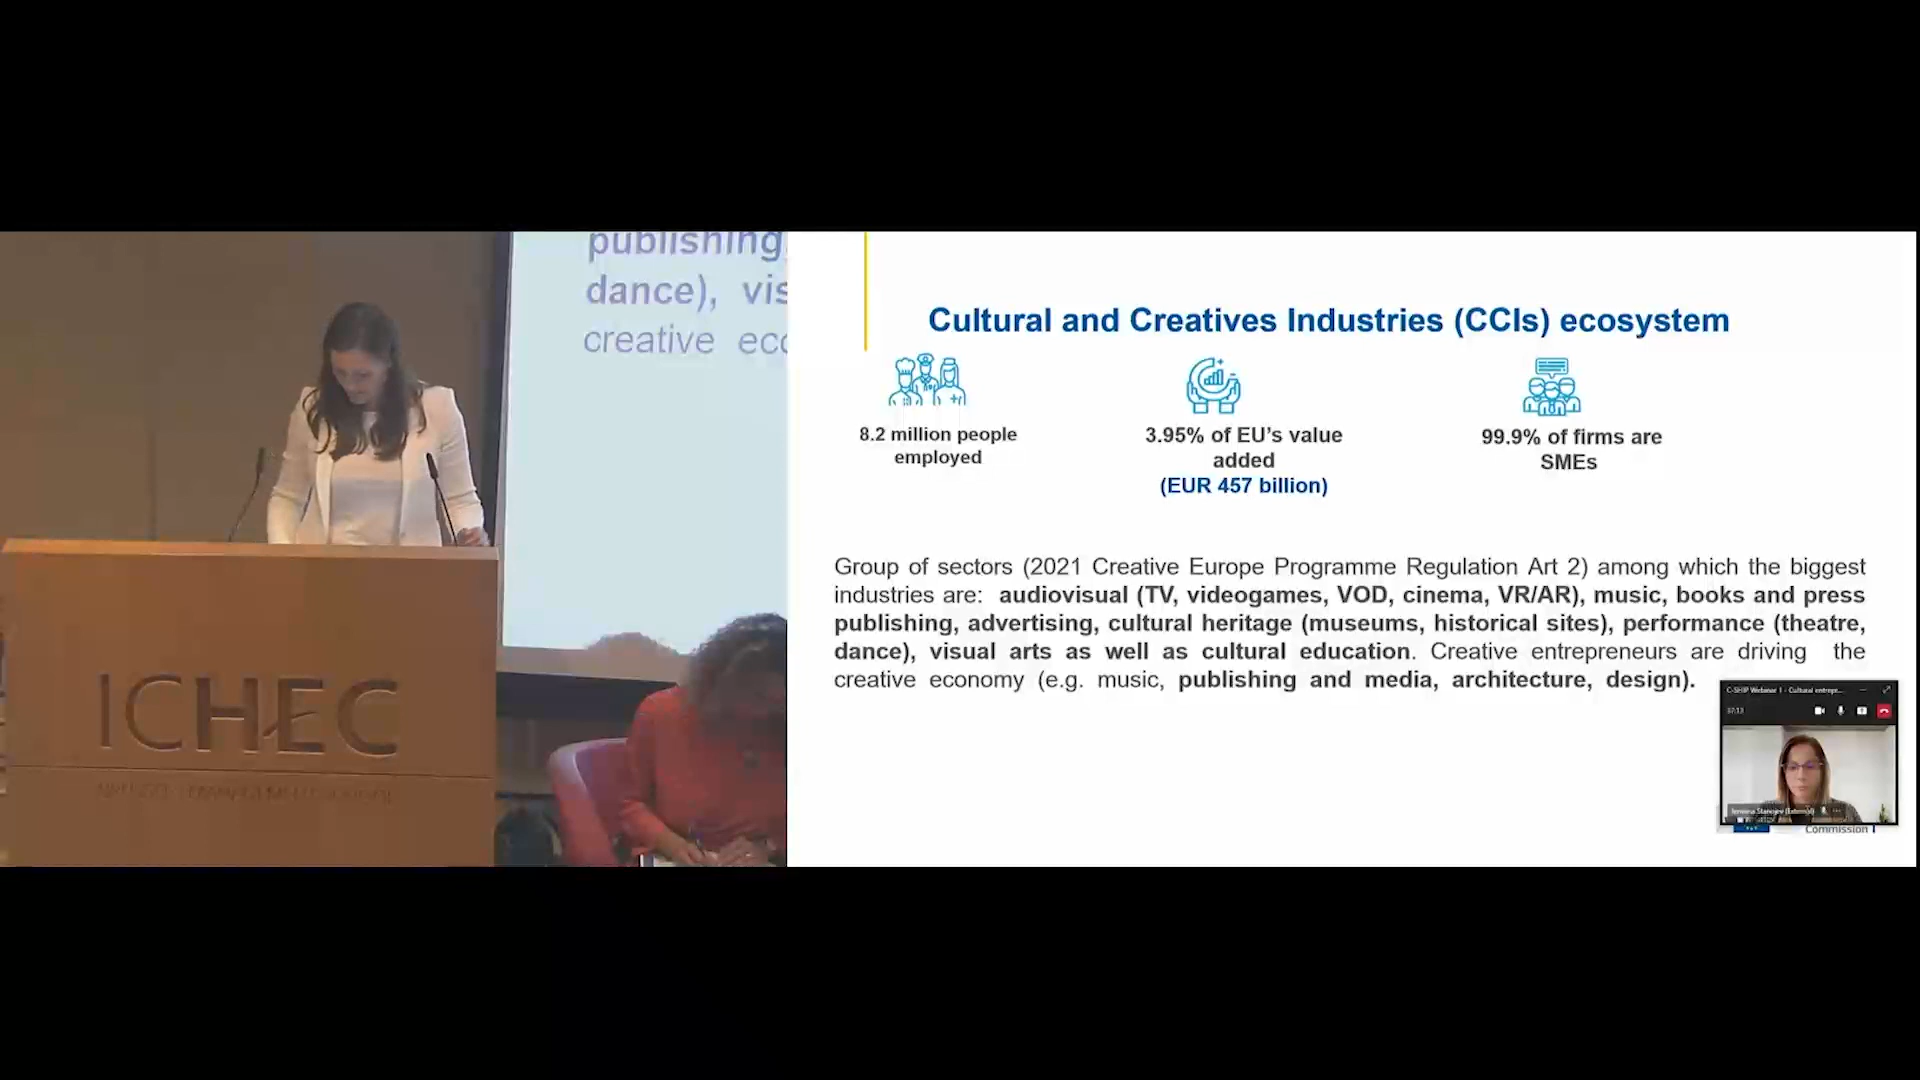 publishing,
dance), vis
creative eco
ICHEC
Cultural and Creatives Industries (CCIs) ecosystem
8.2 million people
employed
3.95% of EU's value
added
(EUR 457 billion)
99.9% of firms are
SMEs
Group of sectors (2021 Creative Europe Programme Regulation Art 2) among which the biggest
industries are: audiovisual (TV, videogames, VOD, cinema, VR/AR), music, books and press
publishing, advertising, cultural heritage (museums, historical sites), performance (theatre,
dance), visual arts as well as cultural education. Creative entrepreneurs are driving the
creative economy (e.g. music, publishing and media, architecture, design).
C-SHIP Webinar 1 - Cultural entrepr...
37:13
Stanojev (External)
Commission